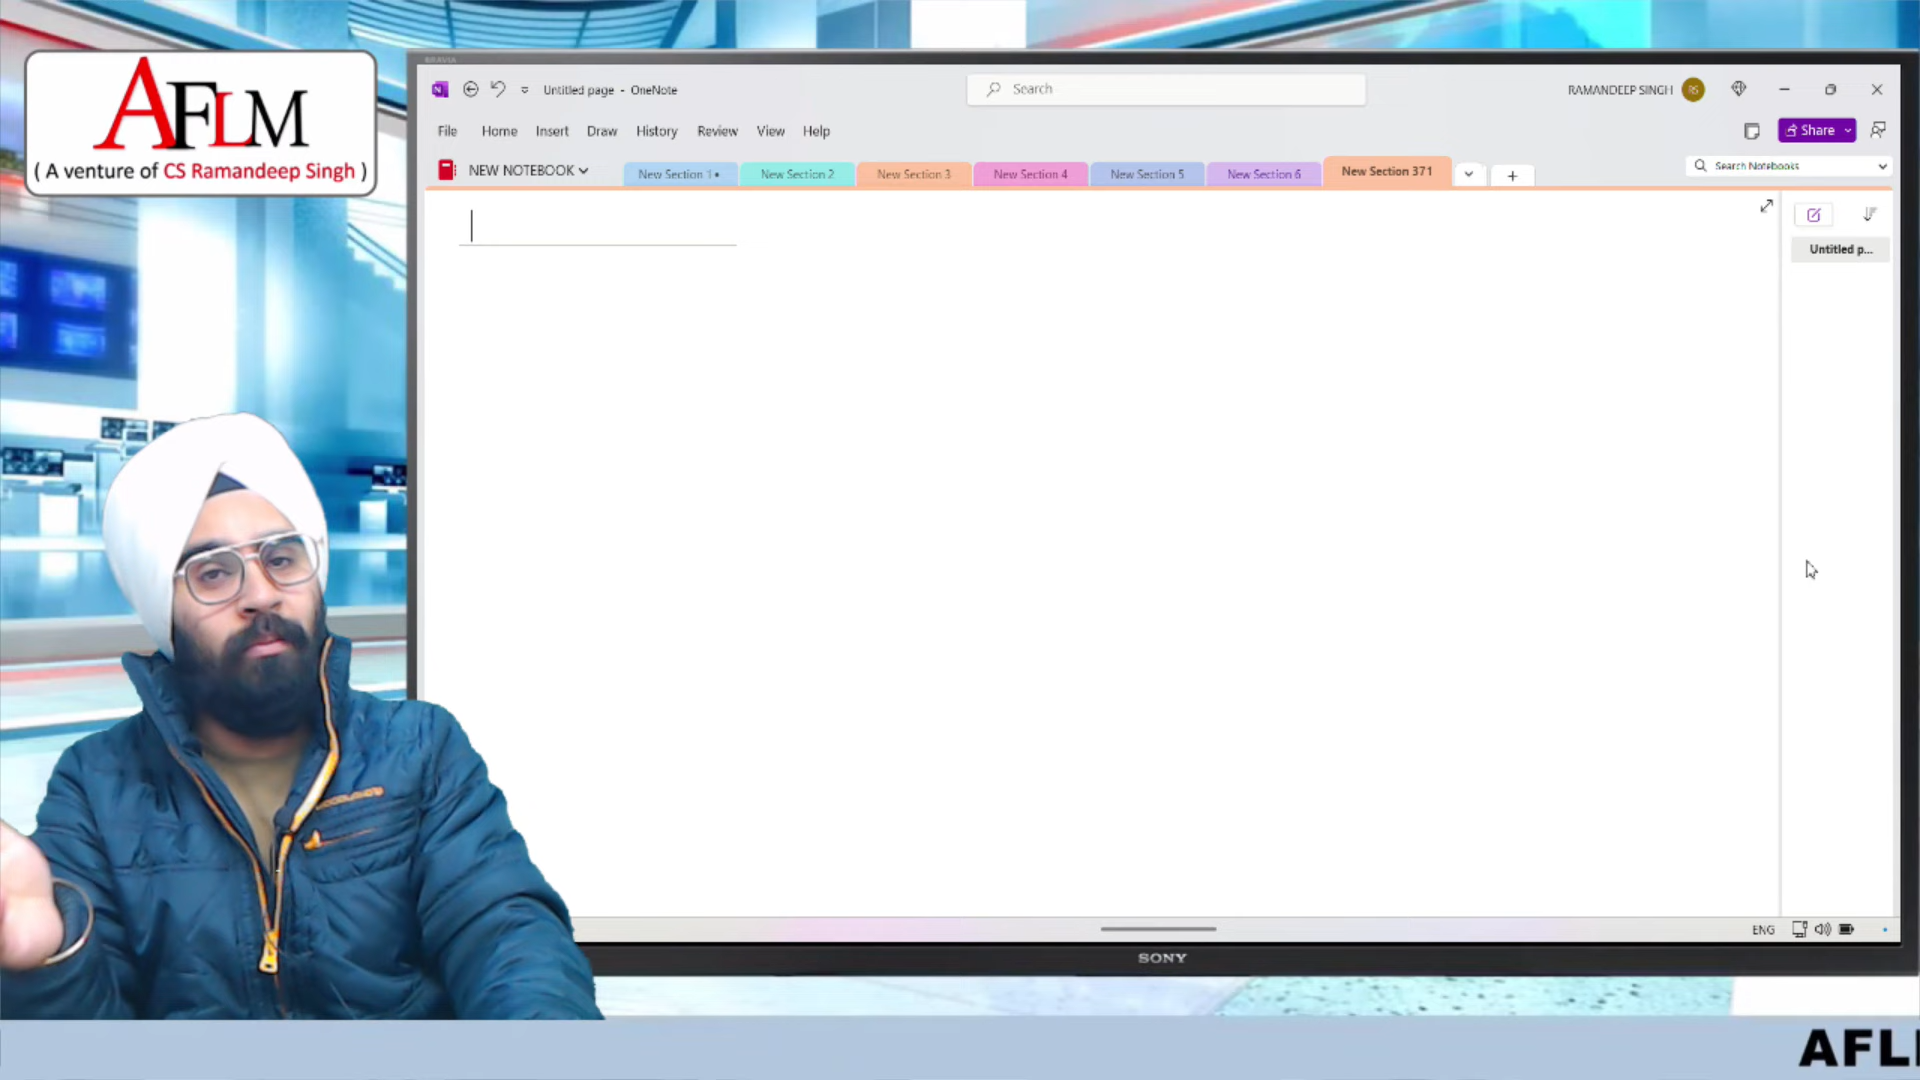 BRAVIA
AFLM
( A venture of CS Ramandeep Singh )
Untitled page - OneNote
Search
RAMANDEEP SINGH
RS
File Home Insert Draw History Review View Help
Share
NEW NOTEBOOK
New Section 1
New Section 2
New Section 3
New Section 4
New Section 5
New Section 6
New Section 371
Search Notebooks
Untitled p...
ENG
SONY
AFL